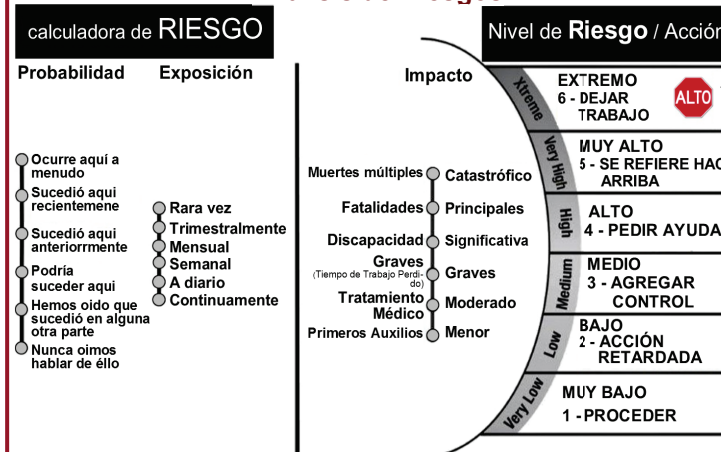 calculadora de RIESGO
Nivel de Riesgo / Acción
Probabilidad
Exposición
Impacto
Ocurre aquí a
menudo
Sucedió aqui
recientemene
Sucedió aqui
anteriorrmente
Podría
suceder aqui
Hemos oido que
sucedió en alguna
otra parte
Nunca oimos
hablar de éllo
Rara vez
Trimestralmente
Mensual
Semanal
A diario
Continuamente
Muertes múltiples
Catastrófico
Fatalidades
Principales
Discapacidad
Significativa
Graves
(Tiempo de Trabajo Perdi-
do)
Graves
Tratamiento
Médico
Moderado
Primeros Auxilios
Menor
Xtreme
EXTREMO
6 - DEJAR
TRABAJO
ALTO
Very High
MUY ALTO
5 - SE REFIERE HAC
ARRIBA
High
ALTO
4 - PEDIR AYUDA
Medium
MEDIO
3 - AGREGAR
CONTROL
Low
BAJO
2 - ACCIÓN
RETARDADA
Very Low
MUY BAJO
1 - PROCEDER